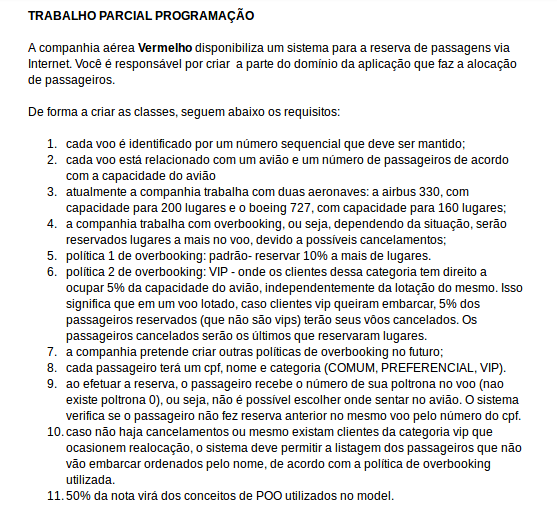 TRABALHO PARCIAL PROGRAMAÇÃO
A companhia aérea Vermelho disponibiliza um sistema para a reserva de passagens via
Internet. Você é responsável por criar a parte do domínio da aplicação que faz a alocação
de passageiros.
De forma a criar as classes, seguem abaixo os requisitos:
1. cada voo é identificado por um número sequencial que deve ser mantido;
2. cada voo está relacionado com um avião e um número de passageiros de acordo
com a capacidade do avião
3. atualmente a companhia trabalha com duas aeronaves: a airbus 330, com
capacidade para 200 lugares e o boeing 727, com capacidade para 160 lugares;
4. a companhia trabalha com overbooking, ou seja, dependendo da situação, serão
reservados lugares a mais no voo, devido a possíveis cancelamentos;
5. política 1 de overbooking: padrão- reservar 10% a mais de lugares.
6. política 2 de overbooking: VIP - onde os clientes dessa categoria tem direito a
ocupar 5% da capacidade do avião, independentemente da lotação do mesmo. Isso
significa que em um voo lotado, caso clientes vip queiram embarcar, 5% dos
passageiros reservados (que não são vips) terão seus vôos cancelados. Os
passageiros cancelados serão os últimos que reservaram lugares.
7. a companhia pretende criar outras políticas de overbooking no futuro;
8. cada passageiro terá um cpf, nome e categoria (COMUM, PREFERENCIAL, VIP).
9. ao efetuar a reserva, o passageiro recebe o número de sua poltrona no voo (nao
existe poltrona 0), ou seja, não é possível escolher onde sentar no avião. O sistema
verifica se o passageiro não fez reserva anterior no mesmo voo pelo número do cpf.
10. caso não haja cancelamentos ou mesmo existam clientes da categoria vip que
ocasionem realocação, o sistema deve permitir a listagem dos passageiros que não
vão embarcar ordenados pelo nome, de acordo com a política de overbooking
utilizada.
11. 50% da nota virá dos conceitos de POO utilizados no model.